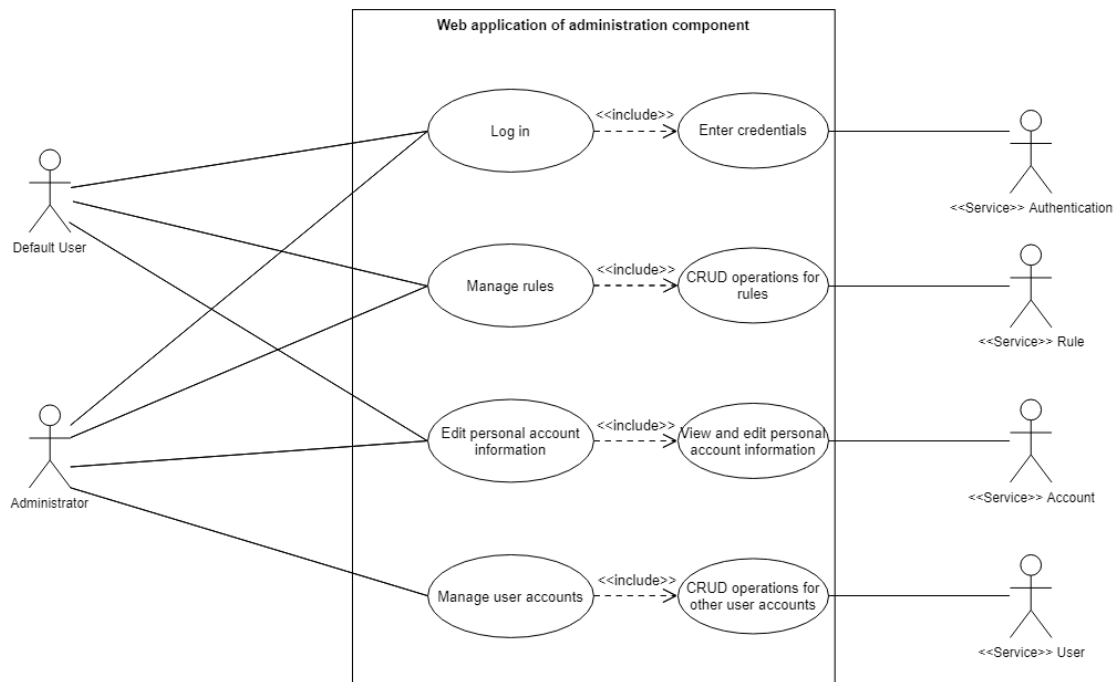 Web application of administration component
Log in
<<include>>
Enter credentials
Default User
<<Service>> Authentication
Manage rules
<<include>>
CRUD operations for
rules
<<Service>> Rule
Administrator
Edit personal account
information
<<include>>
View and edit personal
account information
<<Service>> Account
Manage user accounts
<<include>>
CRUD operations for
other user accounts
<<Service>> User